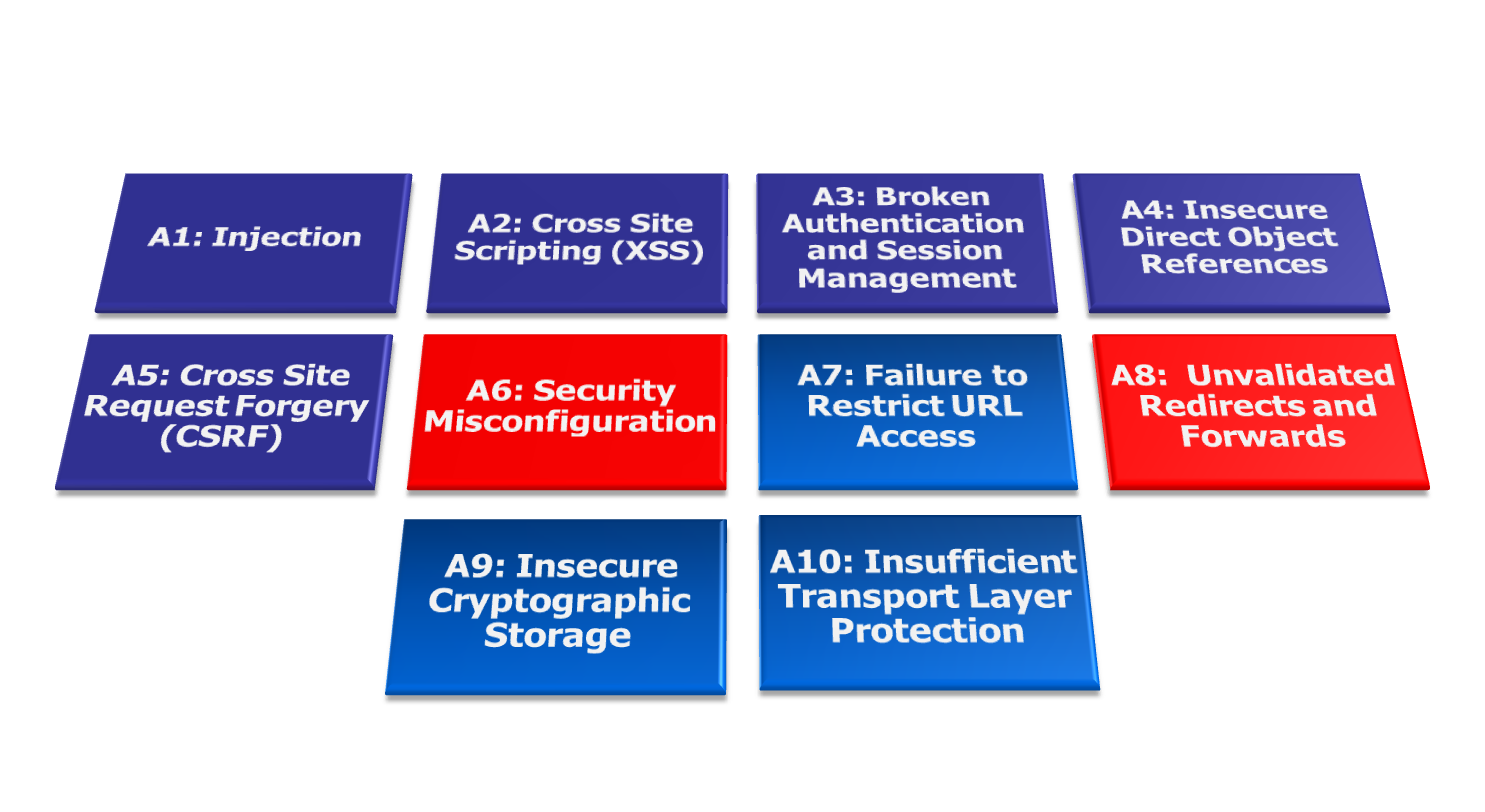 A1: Injection
A2: Cross Site
Scripting (XSS)
A3: Broken
Authentication
and Session
Management
A4: Insecure
Direct Object
References
A5: Cross Site
Request Forgery
(CSRF)
A6: Security
Misconfiguration
A7: Failure to
Restrict URL
Access
A8: Unvalidated
Redirects and
Forwards
A9: Insecure
Cryptographic
Storage
A10: Insufficient
Transport Layer
Protection